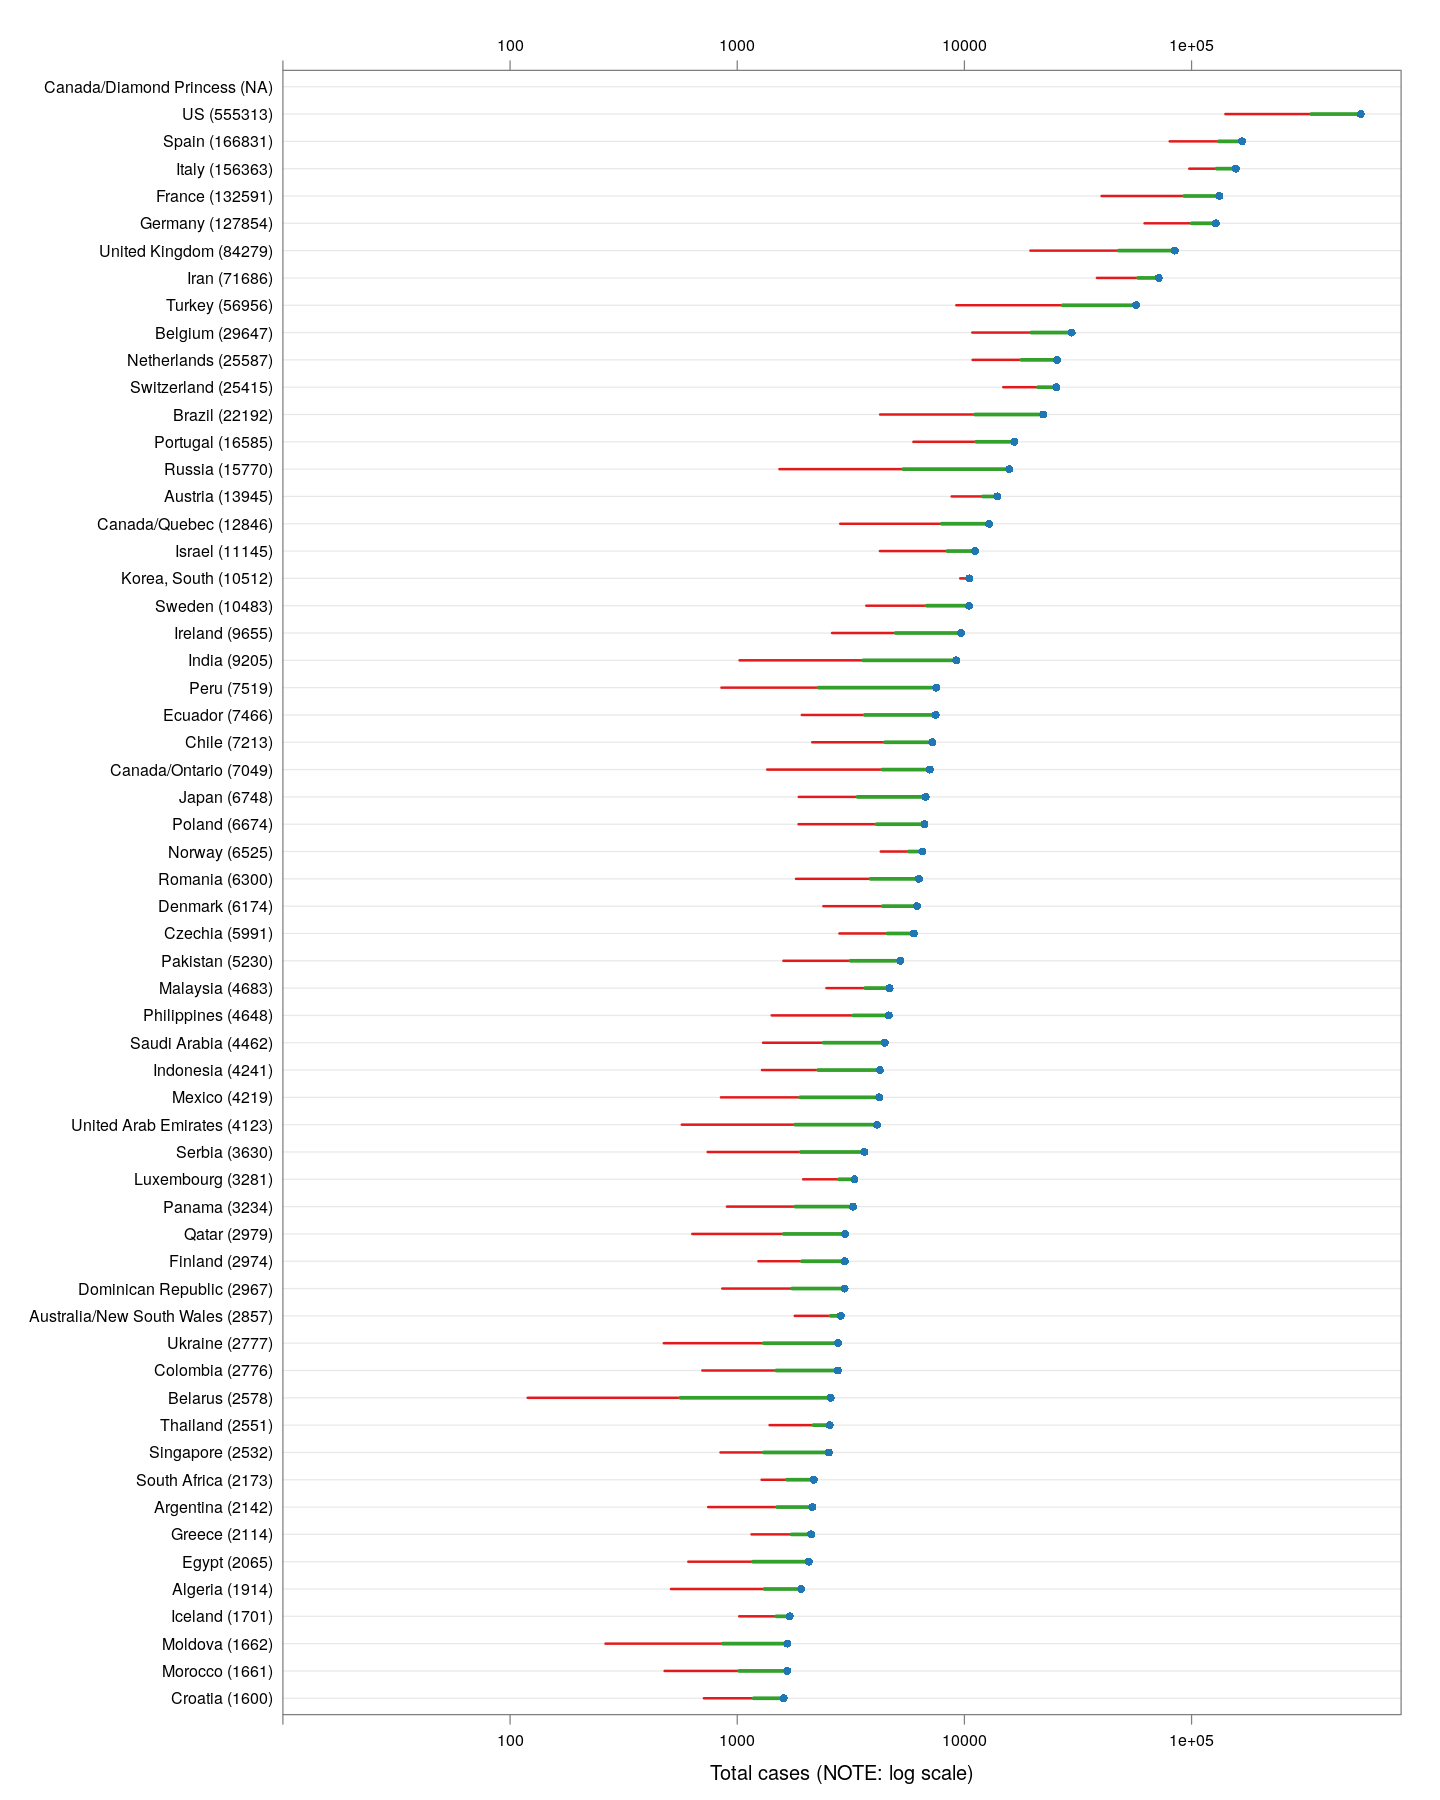 100 1000 10000 1e+05
Canada/Diamond Princess (NA)
US (555313)
Spain (166831)
Italy (156363)
France (132591)
Germany (127854)
United Kingdom (84279)
Iran (71686)
Turkey (56956)
Belgium (29647)
Netherlands (25587)
Switzerland (25415)
Brazil (22192)
Portugal (16585)
Russia (15770)
Austria (13945)
Canada/Quebec (12846)
Israel (11145)
Korea, South (10512)
Sweden (10483)
Ireland (9655)
India (9205)
Peru (7519)
Ecuador (7466)
Chile (7213)
Canada/Ontario (7049)
Japan (6748)
Poland (6674)
Norway (6525)
Romania (6300)
Denmark (6174)
Czechia (5991)
Pakistan (5230)
Malaysia (4683)
Philippines (4648)
Saudi Arabia (4462)
Indonesia (4241)
Mexico (4219)
United Arab Emirates (4123)
Serbia (3630)
Luxembourg (3281)
Panama (3234)
Qatar (2979)
Finland (2974)
Dominican Republic (2967)
Australia/New South Wales (2857)
Ukraine (2777)
Colombia (2776)
Belarus (2578)
Thailand (2551)
Singapore (2532)
South Africa (2173)
Argentina (2142)
Greece (2114)
Egypt (2065)
Algeria (1914)
Iceland (1701)
Moldova (1662)
Morocco (1661)
Croatia (1600)
100 1000 10000 1e+05
Total cases (NOTE: log scale)